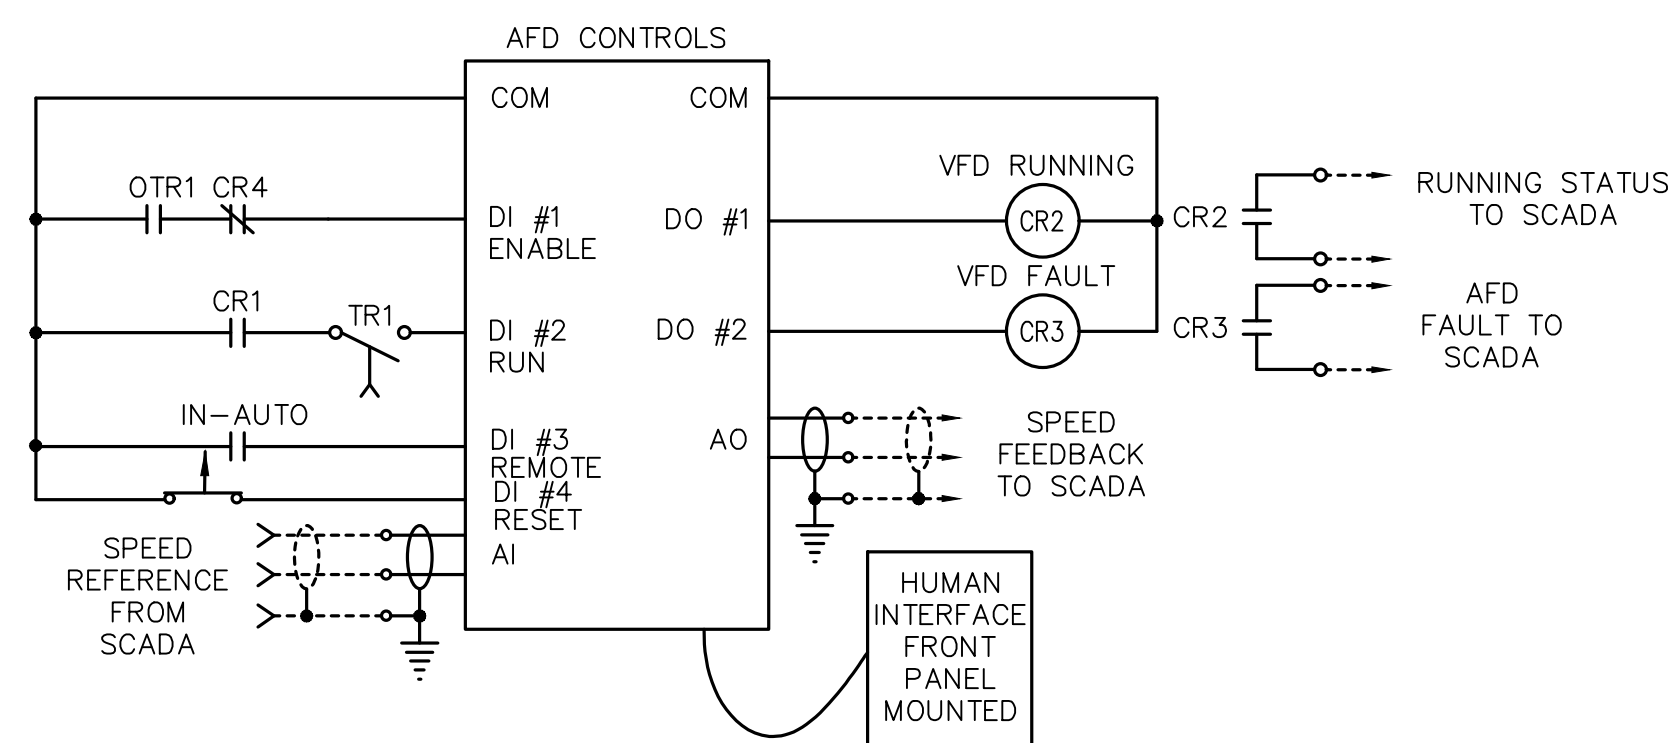 AFD CONTROLS
COM
COM
OTR1 CR4
DI #1
ENABLE
DO #1
VFD RUNNING
CR2
CR2
RUNNING STATUS
TO SCADA
CR1
TR1
DI #2
RUN
DO #2
VFD FAULT
CR3
CR3
AFD
FAULT TO
SCADA
IN-AUTO
DI #3
REMOTE
DI #4
RESET
AO
SPEED
FEEDBACK
TO SCADA
SPEED
REFERENCE
FROM
SCADA
AI
HUMAN
INTERFACE
FRONT
PANEL
MOUNTED